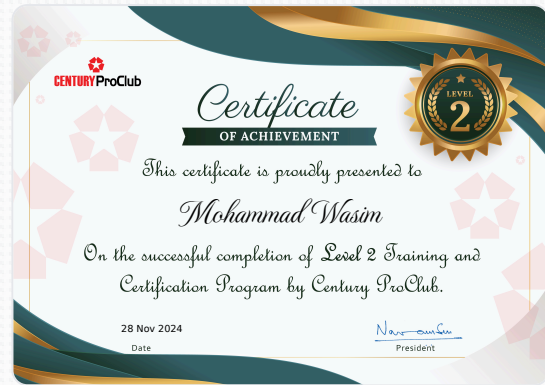 CENTURY ProClub
Certificate
OF ACHIEVEMENT
LEVEL
2
This certificate is proudly presented to
Mohammad Wasim
On the successful completion of Level 2 Training and
Certification Program by Century ProClub.
28 Nov 2024
Date
President